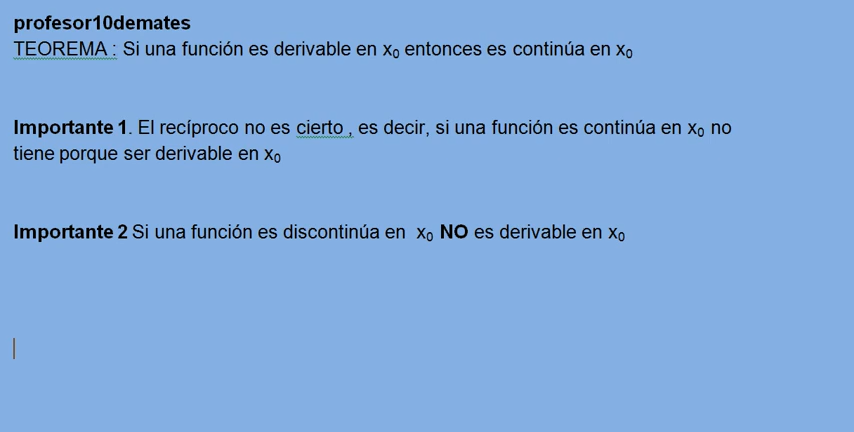 profesor10demates
TEOREMA : Si una función es derivable en x₀ entonces es continúa en x₀
Importante 1. El recíproco no es cierto , es decir, si una función es continúa en x₀ no
tiene porque ser derivable en x₀
Importante 2 Si una función es discontinúa en  x₀ NO es derivable en x₀